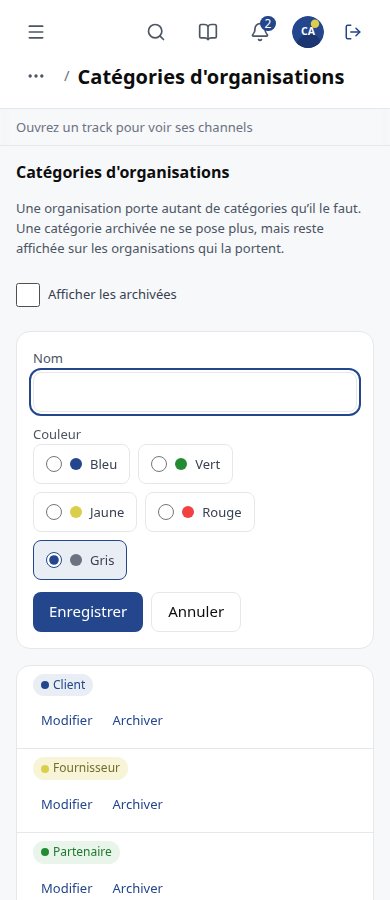 2
CA
••• / Catégories d'organisations
Ouvrez un track pour voir ses channels
Catégories d'organisations
Une organisation porte autant de catégories qu'il le faut.
Une catégorie archivée ne se pose plus, mais reste
affichée sur les organisations qui la portent.
Afficher les archivées
Nom
Couleur
Bleu
Vert
Jaune
Rouge
Gris
Enregistrer
Annuler
Client
Modifier
Archiver
Fournisseur
Modifier
Archiver
Partenaire
Modifier
Archiver